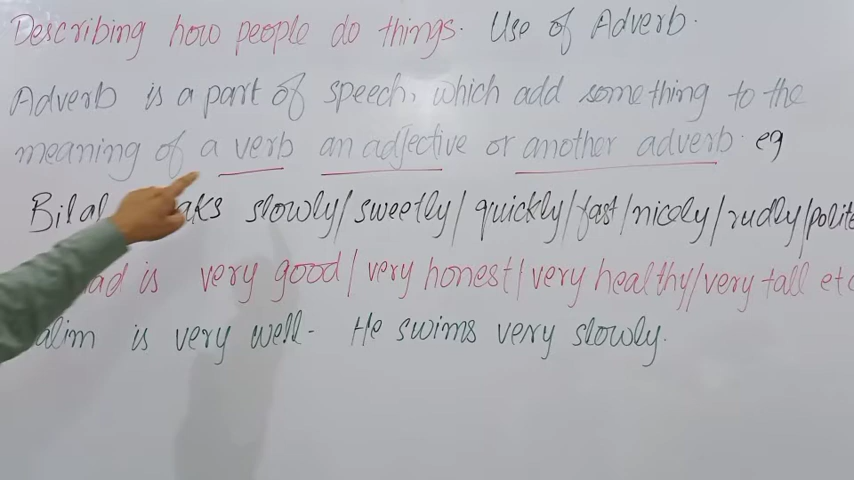 Describing how people do things. Use of Adverb.
Adverb is a part of speech, which add something to the
meaning of a verb an adjective or another adverb. eg
Bilal slowly/sweetly/quickly/fast/nicely/rudly/polite
is very good/very honest/very healthy/very tall etc
is very well. He swims very slowly.